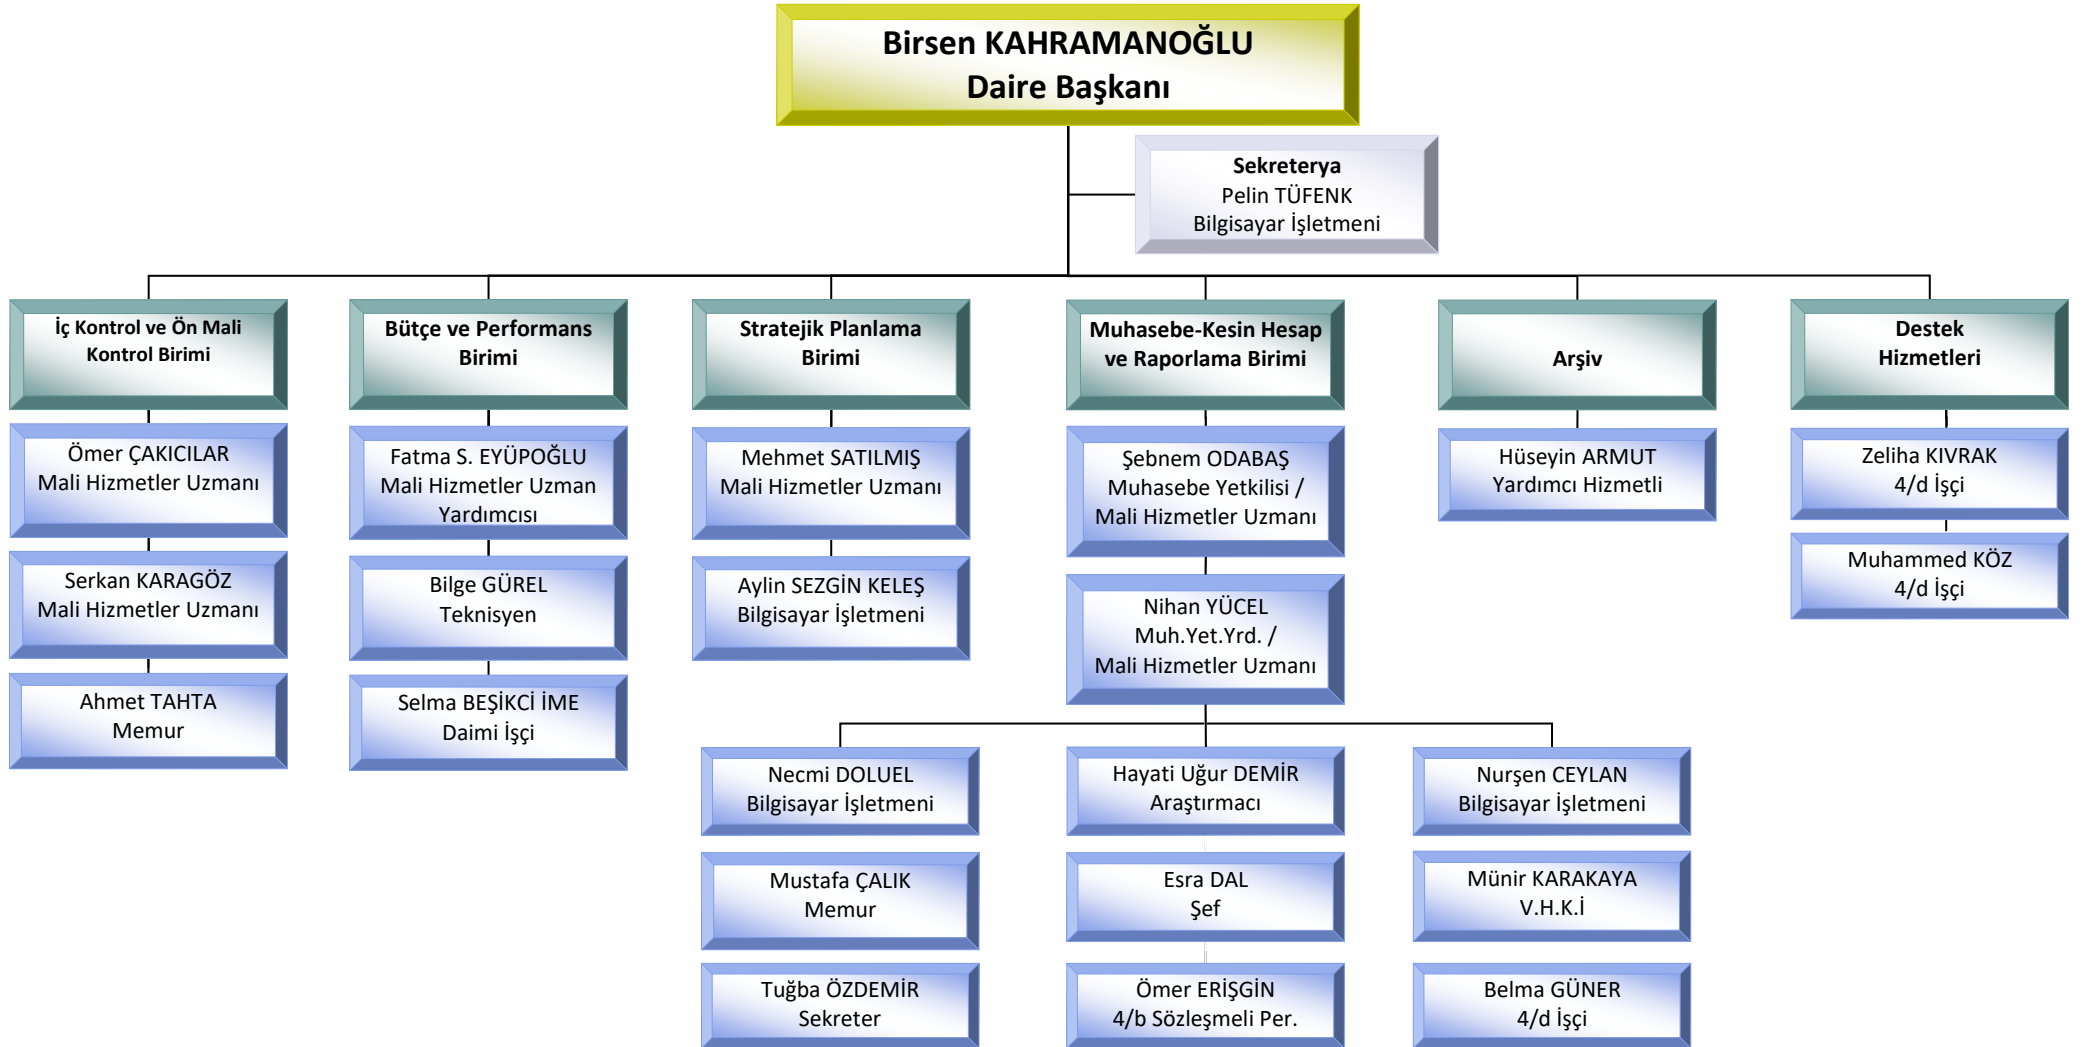 Birsen KAHRAMANOĞLU
Daire Başkanı
Sekreterya
Pelin TÜFENK
Bilgisayar İşletmeni
İç Kontrol ve Ön Mali
Kontrol Birimi
Bütçe ve Performans
Birimi
Stratejik Planlama
Birimi
Muhasebe-Kesin Hesap
ve Raporlama Birimi
Arşiv
Destek
Hizmetleri
Ömer ÇAKICILAR
Mali Hizmetler Uzmanı
Fatma S. EYÜPOĞLU
Mali Hizmetler Uzman
Yardımcısı
Mehmet SATILMIŞ
Mali Hizmetler Uzmanı
Şebnem ODABAŞ
Muhasebe Yetkilisi /
Mali Hizmetler Uzmanı
Hüseyin ARMUT
Yardımcı Hizmetli
Zeliha KIVRAK
4/d İşçi
Serkan KARAGÖZ
Mali Hizmetler Uzmanı
Bilge GÜREL
Teknisyen
Aylin SEZGİN KELEŞ
Bilgisayar İşletmeni
Nihan YÜCEL
Muh.Yet.Yrd. /
Mali Hizmetler Uzmanı
Muhammed KÖZ
4/d İşçi
Ahmet TAHTA
Memur
Selma BEŞİKCİ İME
Daimi İşçi
Necmi DOLUEL
Bilgisayar İşletmeni
Hayati Uğur DEMİR
Araştırmacı
Nurşen CEYLAN
Bilgisayar İşletmeni
Mustafa ÇALIK
Memur
Esra DAL
Şef
Münir KARAKAYA
V.H.K.İ
Tuğba ÖZDEMİR
Sekreter
Ömer ERİŞGİN
4/b Sözleşmeli Per.
Belma GÜNER
4/d İşçi